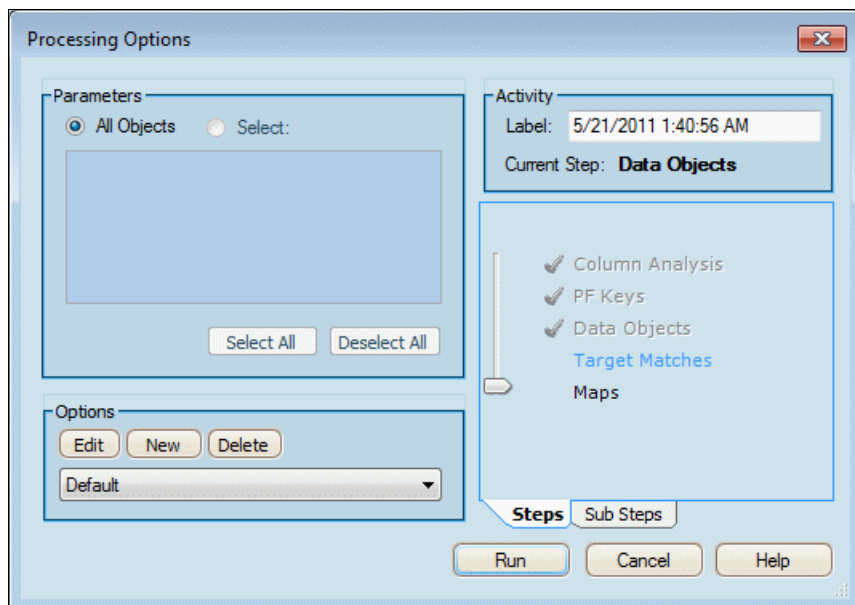 Processing Options
Parameters
All Objects
Select:
Select All
Deselect All
Options
Edit
New
Delete
Default
Activity
Label: 5/21/2011 1:40:56 AM
Current Step: Data Objects
Column Analysis
PF Keys
Data Objects
Target Matches
Maps
Steps
Sub Steps
Run
Cancel
Help